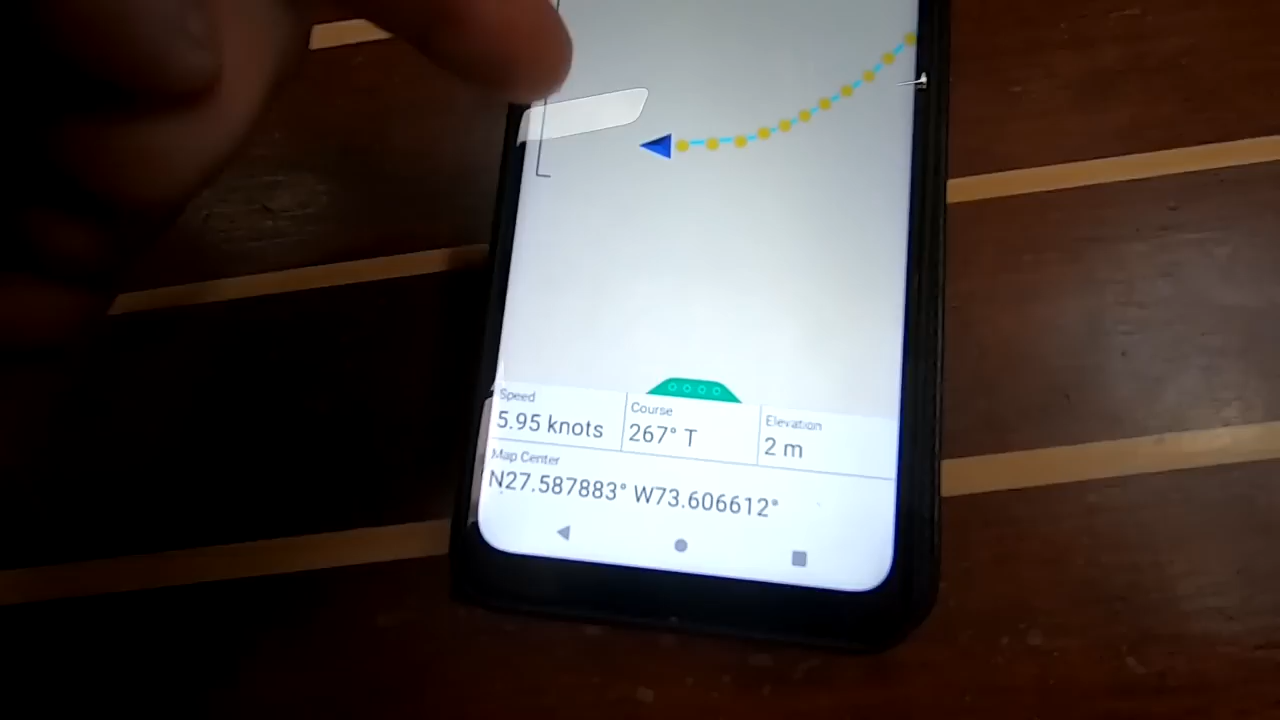 Speed
5.95 knots
Course
267° T
Elevation
2 m
Map Center
N27.587883° W73.606612°